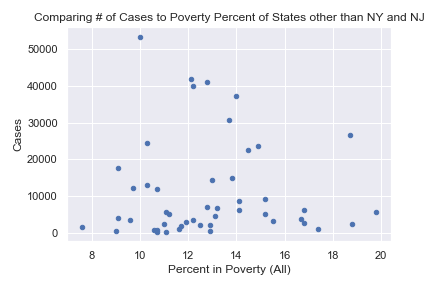 Comparing # of Cases to Poverty Percent of States other than NY and NJ
50000
40000
30000
20000
10000
0
Cases
8 10 12 14 16 18 20
Percent in Poverty (All)